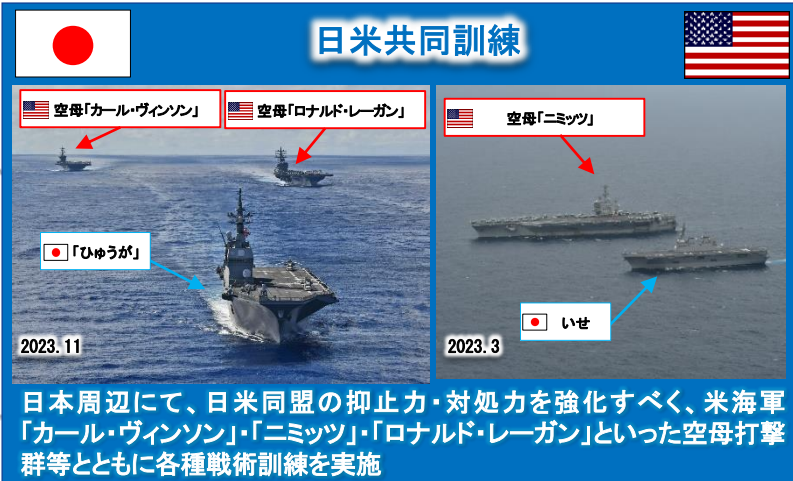 日米共同訓練
空母「カール・ヴィンソン」
空母「ロナルド・レーガン」
空母「ニミッツ」
「ひゅうが」
いせ
2023.11
2023.3
日本周辺にて、日米同盟の抑止力・対処力を強化すべく、米海軍
「カール・ヴィンソン」・「ニミッツ」・「ロナルド・レーガン」といった空母打撃
群等とともに各種戦術訓練を実施